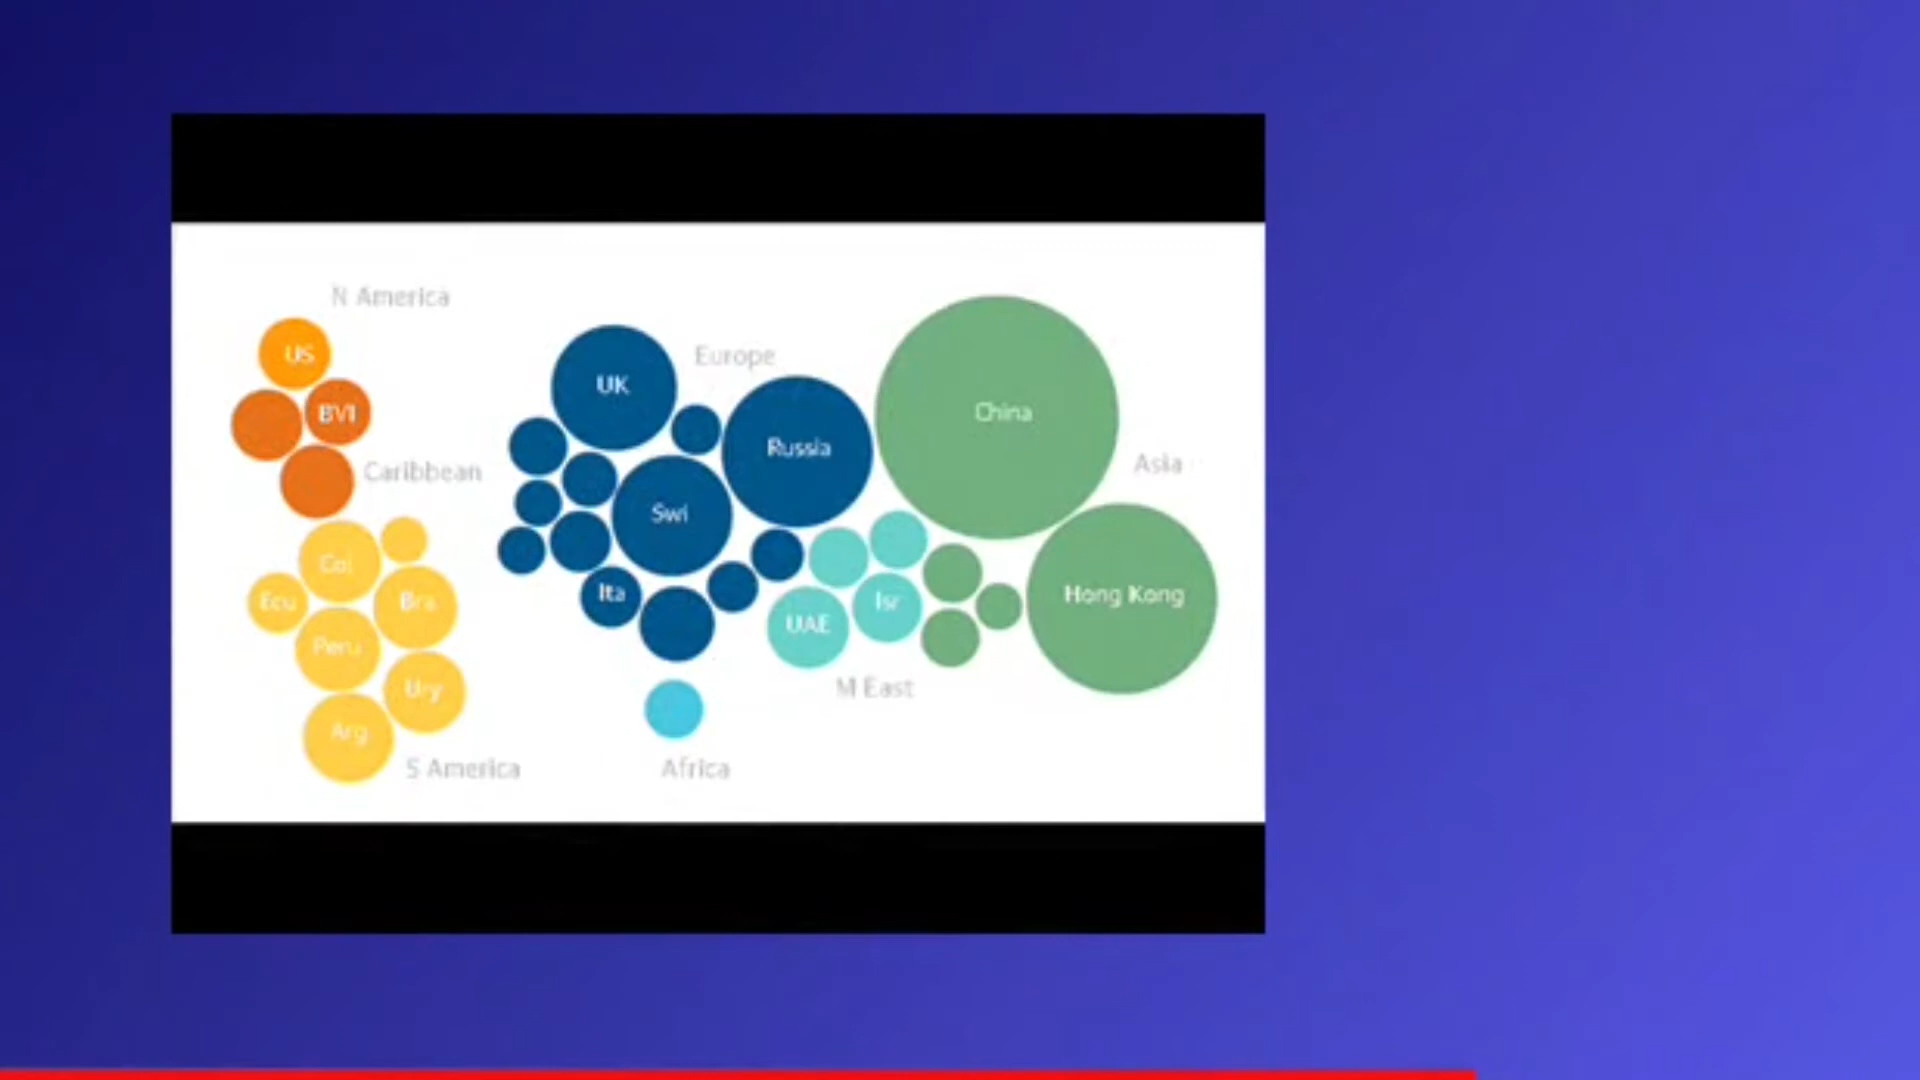 N America
US
BVI
Caribbean
Col
Ecu
Bra
Peru
Ury
Arg
S America
UK
Europe
Russia
Swi
Ita
Africa
UAE
Isr
M East
China
Asia
Hong Kong